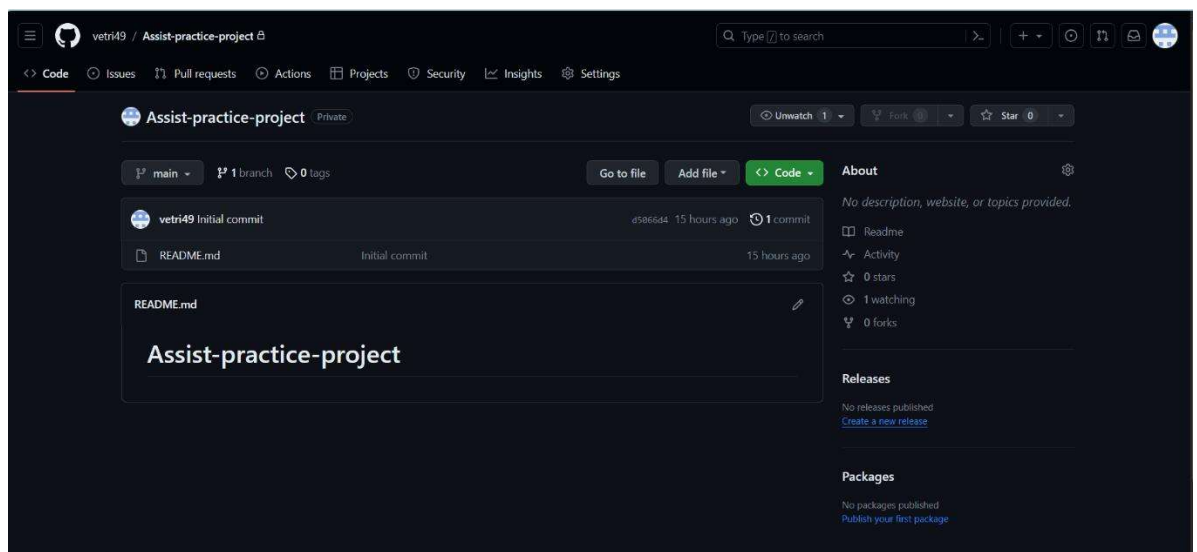 vetri49 / Assist-practice-project
Type / to search
Code Issues Pull requests Actions Projects Security Insights Settings
Assist-practice-project Private
Unwatch 1 Fork 0 Star 0
main 1 branch 0 tags
Go to file Add file Code
vetri49 Initial commit d5066d4 15 hours ago 1 commit
README.md Initial commit 15 hours ago
README.md
Assist-practice-project
About
No description, website, or topics provided.
Readme
Activity
0 stars
1 watching
0 forks
Releases
No releases published
Create a new release
Packages
No packages published
Publish your first package